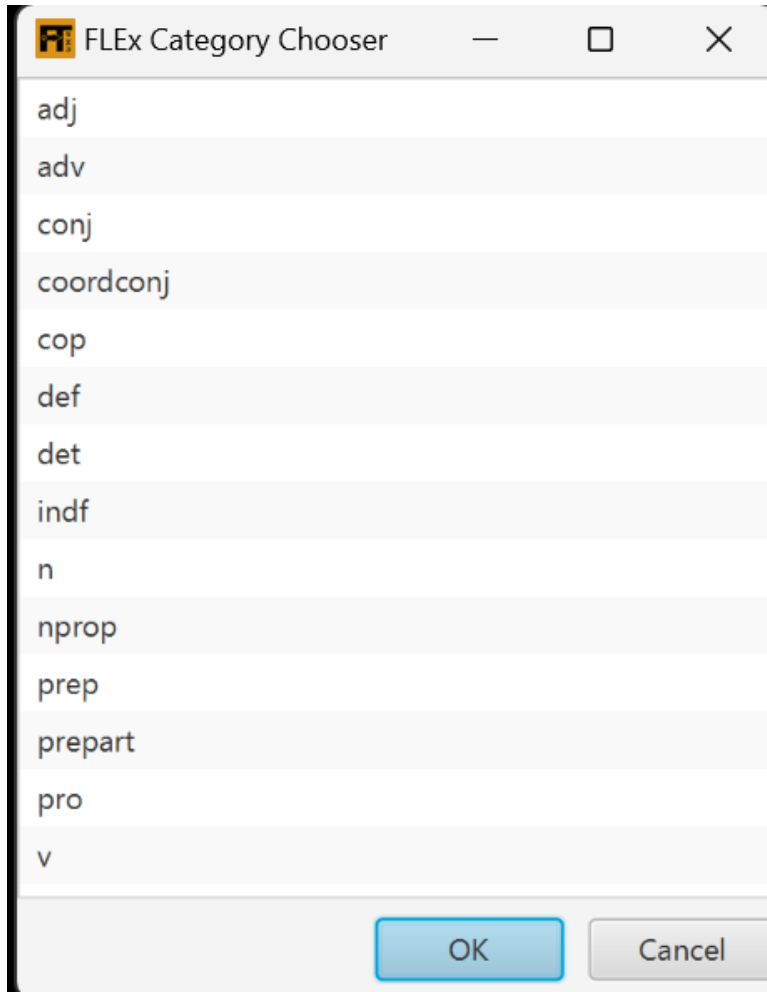 FLEx Category Chooser
adj
adv
conj
coordconj
cop
def
det
indf
n
nprop
prep
prepart
pro
v
OK Cancel